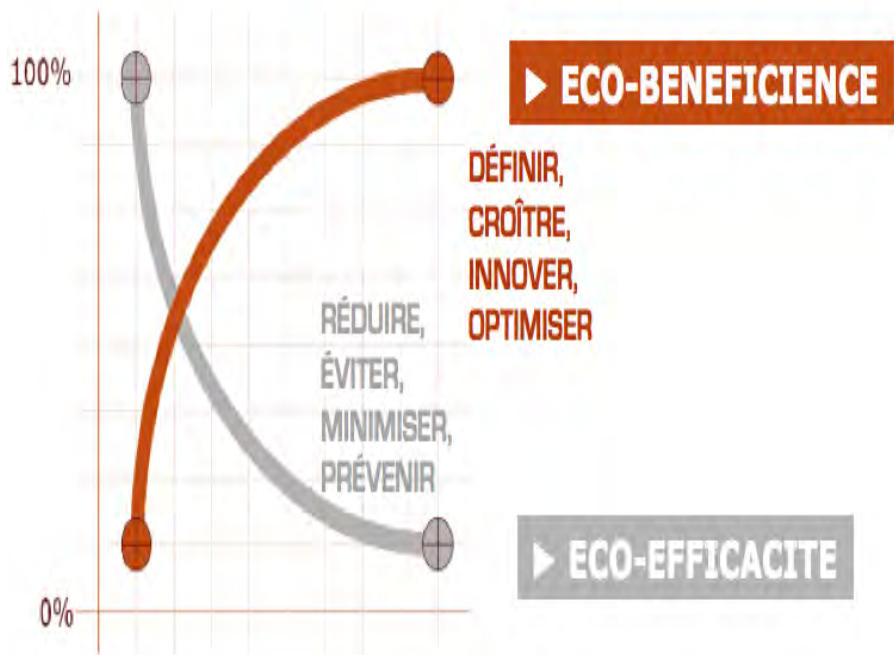 100%
▶ ECO-BENEFICIENCE
DÉFINIR,
CROÎTRE,
INNOVER,
OPTIMISER
RÉDUIRE,
ÉVITER,
MINIMISER,
PRÉVENIR
▶ ECO-EFFICACITE
0%